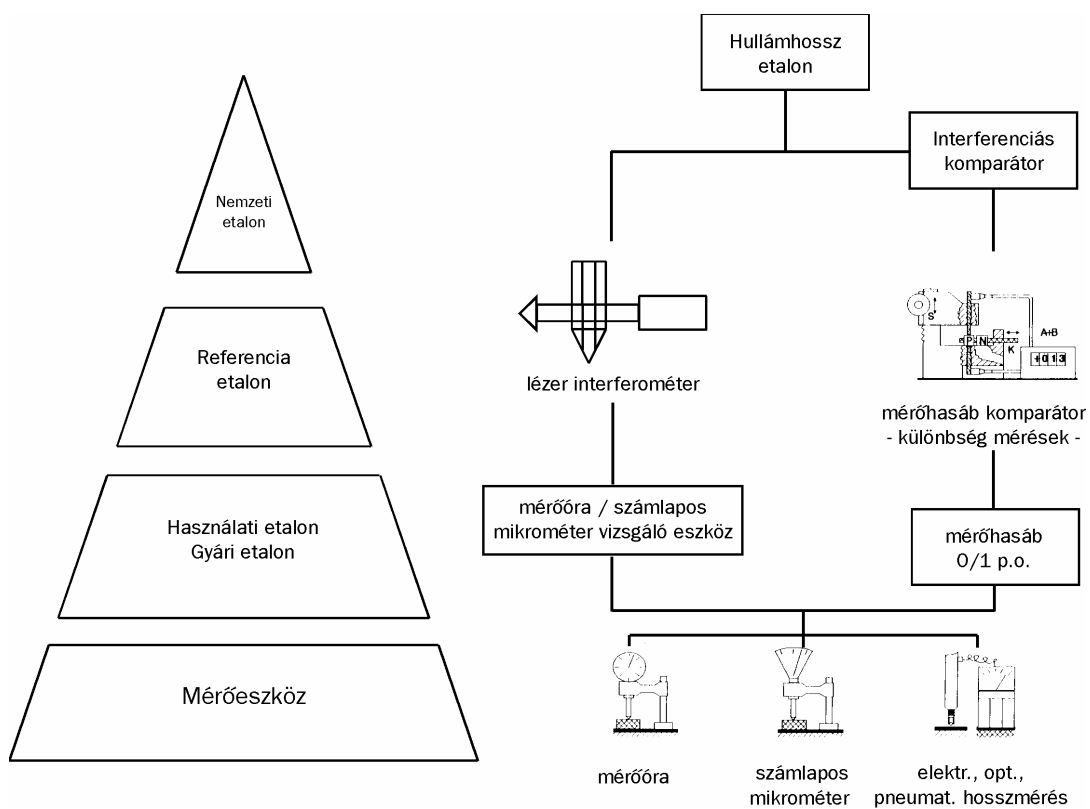 Nemzeti
etalon
Referencia
etalon
Használati etalon
Gyári etalon
Mérőeszköz
Hullámhossz
etalon
Interferenciás
komparátor
lézer interferométer
S
P
N
K
A+B
+013
mérőhasáb komparátor
- különbség mérések -
mérőóra / számlapos
mikrométer vizsgáló eszköz
mérőhasáb
0/1 p.o.
mérőóra
számlapos
mikrométer
elektr., opt.,
pneumat. hosszmérés